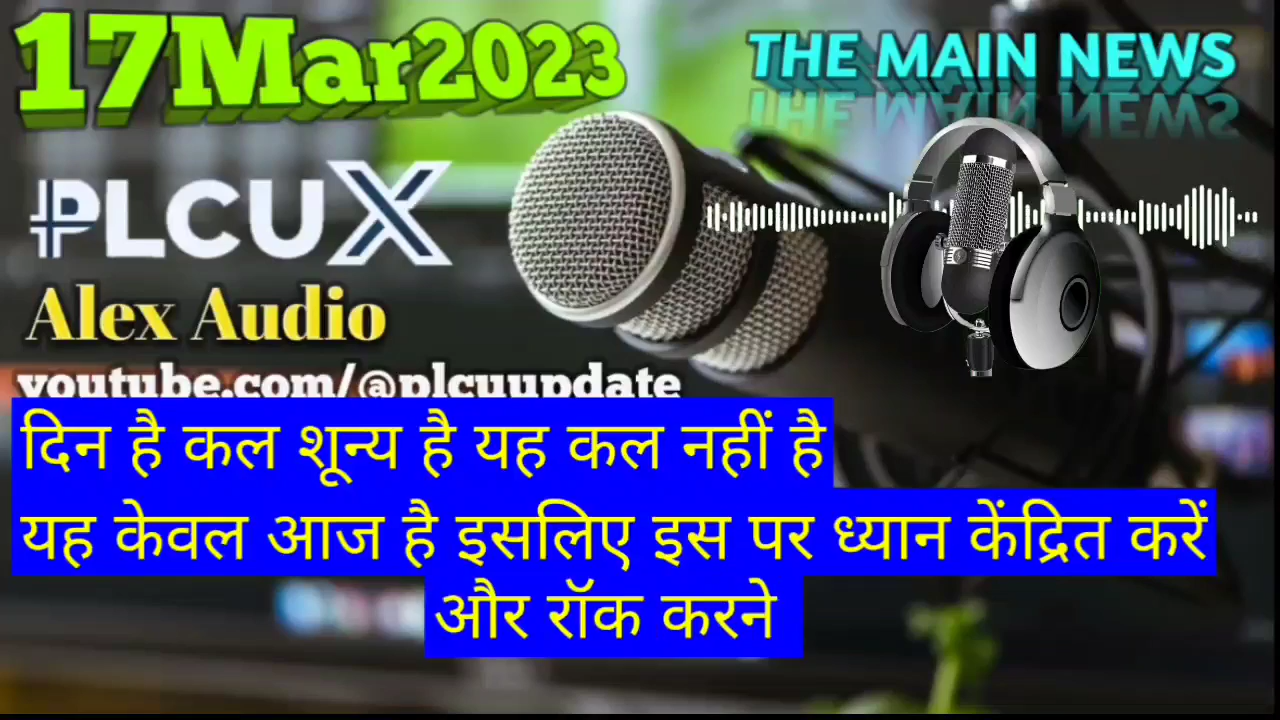 17Mar2023
THE MAIN NEWS
PLCUX
Alex Audio
youtube.com/@plcuupdate
दिन है कल शून्य है यह कल नहीं है
यह केवल आज है इसलिए इस पर ध्यान केंद्रित करें
और रॉक करने